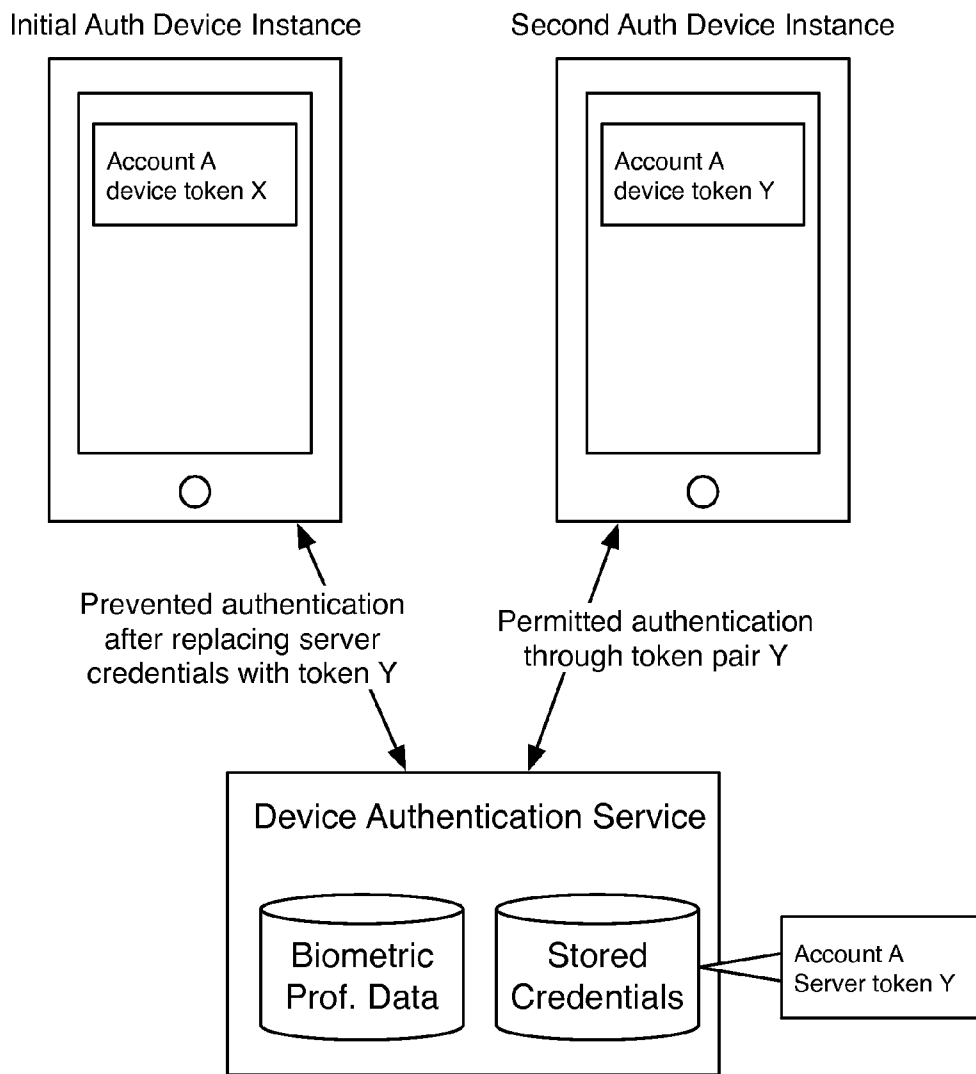 Initial Auth Device Instance
Second Auth Device Instance
Account A
device token X
Account A
device token Y
Prevented authentication
after replacing server
credentials with token Y
Permitted authentication
through token pair Y
Device Authentication Service
Biometric
Prof. Data
Stored
Credentials
Account A
Server token Y